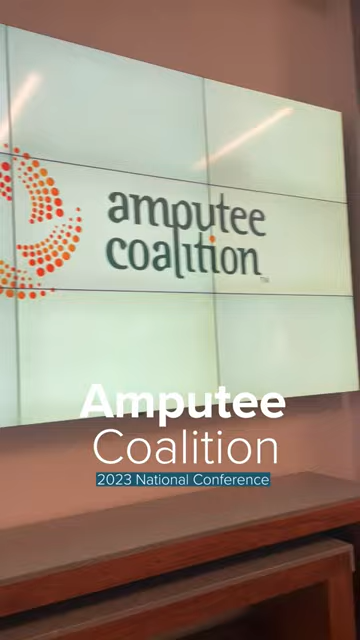 amputee
coalition
TM
Amputee
Coalition
2023 National Conference